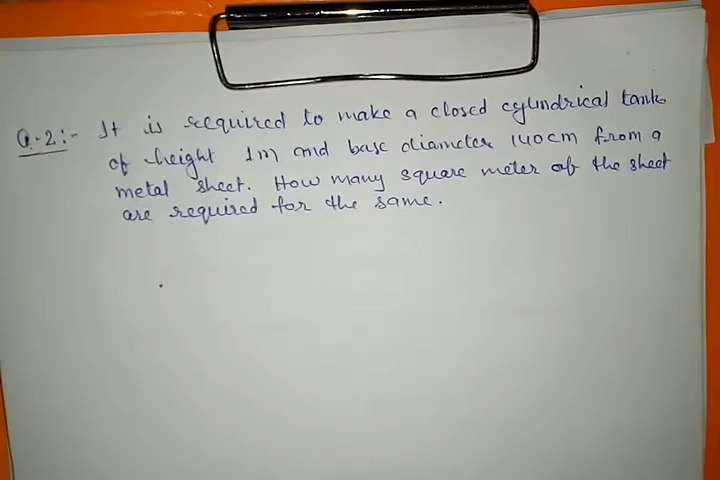 Q.2:- It is required to make a closed cylindrical tank
of height 1m and base diameter 140cm from a
metal sheet. How many square meter of the sheet
are required for the same.